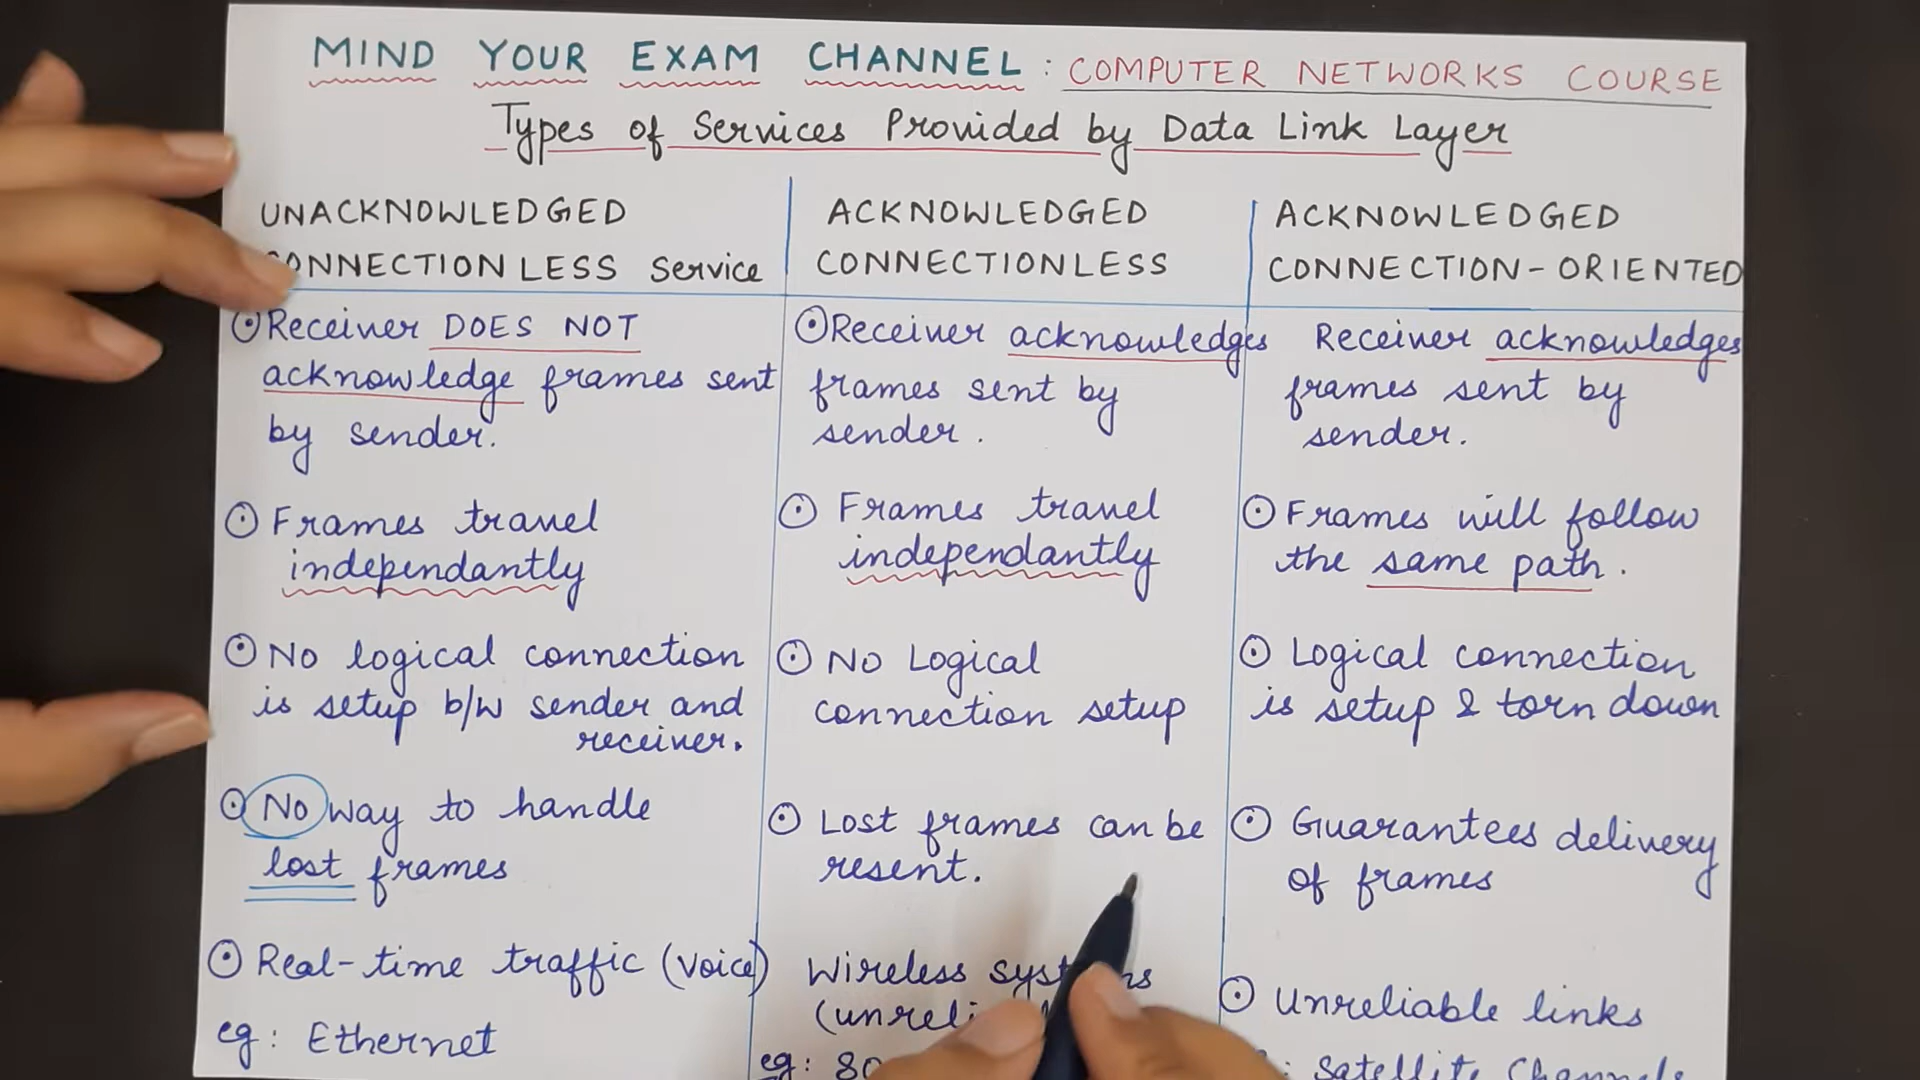 MIND YOUR EXAM CHANNEL : COMPUTER NETWORKS COURSE
Types of Services Provided by Data Link Layer
UNACKNOWLEDGED
CONNECTIONLESS Service
Receiver DOES NOT
acknowledge frames sent
by sender.
Frames travel
independantly
No logical connection
is setup b/w sender and
receiver.
No way to handle
lost frames
Real-time traffic (voice)
eg: Ethernet
ACKNOWLEDGED
CONNECTIONLESS
Receiver acknowledges
frames sent by
sender.
Frames travel
independantly
No Logical
connection setup
Lost frames can be
resent.
Wireless
eg:
ACKNOWLEDGED
CONNECTION-ORIENTED
Receiver acknowledges
frames sent by
sender.
Frames will follow
the same path.
Logical connection
is setup & torn down
Guarantees delivery
of frames
Unreliable links
Satellite Channels